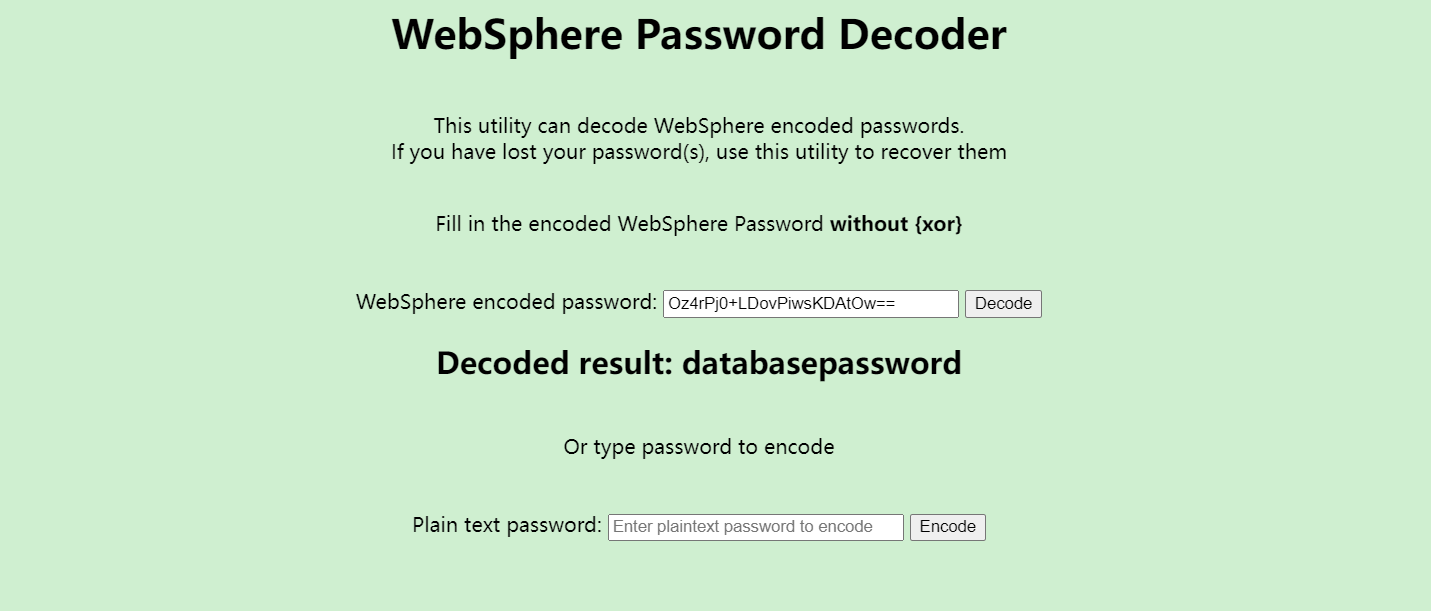 WebSphere Password Decoder
This utility can decode WebSphere encoded passwords.
If you have lost your password(s), use this utility to recover them
Fill in the encoded WebSphere Password without {xor}
WebSphere encoded password: Oz4rPj0+LDovPiwsKDAtOw== Decode
Decoded result: databasepassword
Or type password to encode
Plain text password: Enter plaintext password to encode Encode